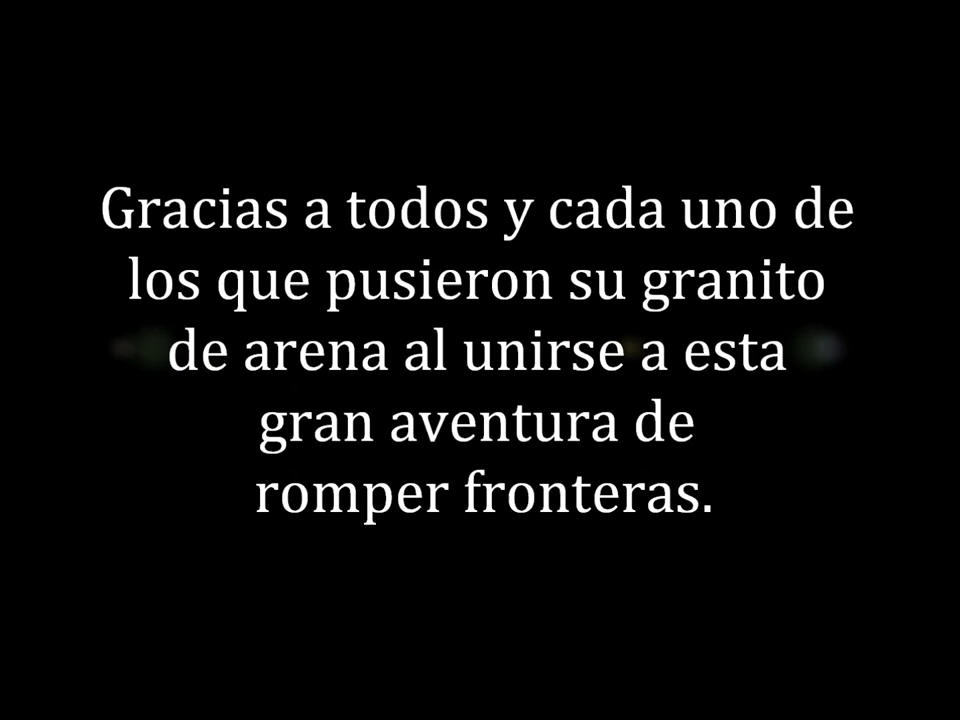 Gracias a todos y cada uno de
los que pusieron su granito
de arena al unirse a esta
gran aventura de
romper fronteras.